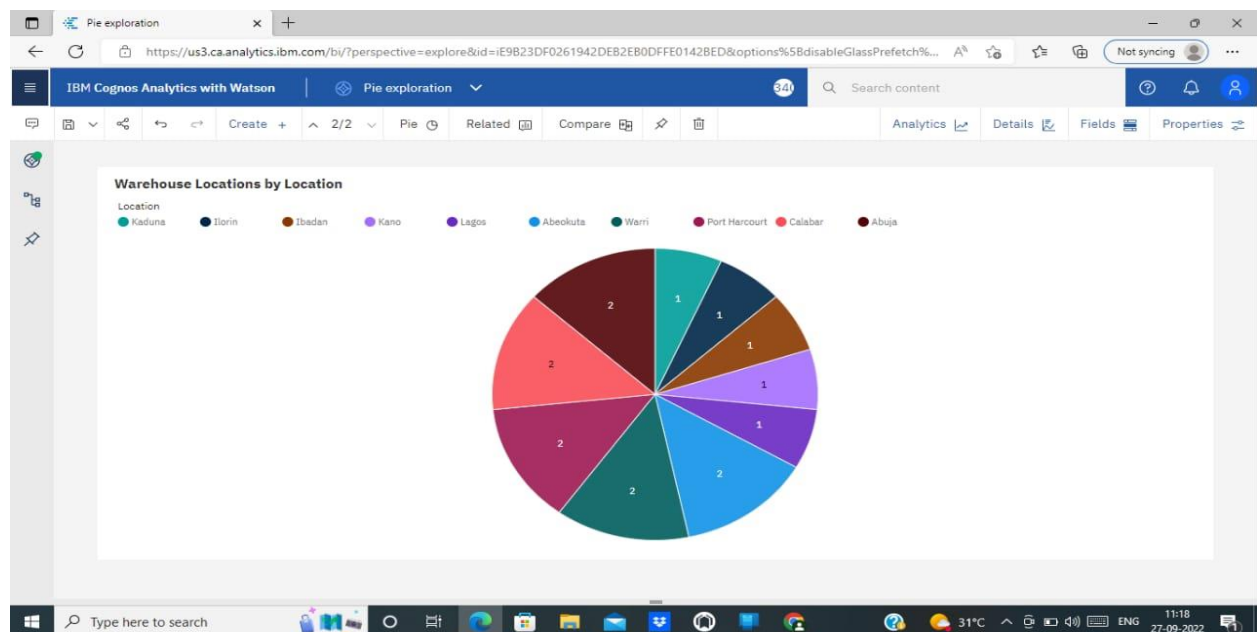 Pie exploration
https://us3.ca.analytics.ibm.com/bi/?perspective=explore&id=iE9B23DF0261942DEB2EB0DFFE0142BED&options%5BdisableGlassPrefetch%... Not syncing
IBM Cognos Analytics with Watson Pie exploration 340 Search content
Create + 2/2 Pie Related Compare Analytics Details Fields Properties
Warehouse Locations by Location
Location
Kaduna Ilorin Ibadan Kano Lagos Abeokuta Warri Port Harcourt Calabar Abuja
2 1
1
1
2
1
1
2
2
2
Type here to search 31°C ENG 11:18
27-09-2022